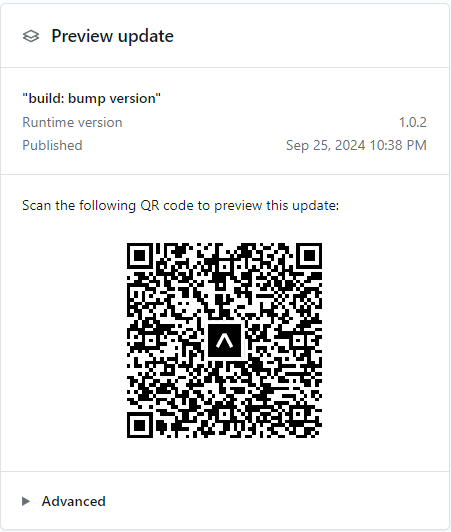 Preview update
"build: bump version"
Runtime version 1.0.2
Published Sep 25, 2024 10:38 PM
Scan the following QR code to preview this update:
Advanced